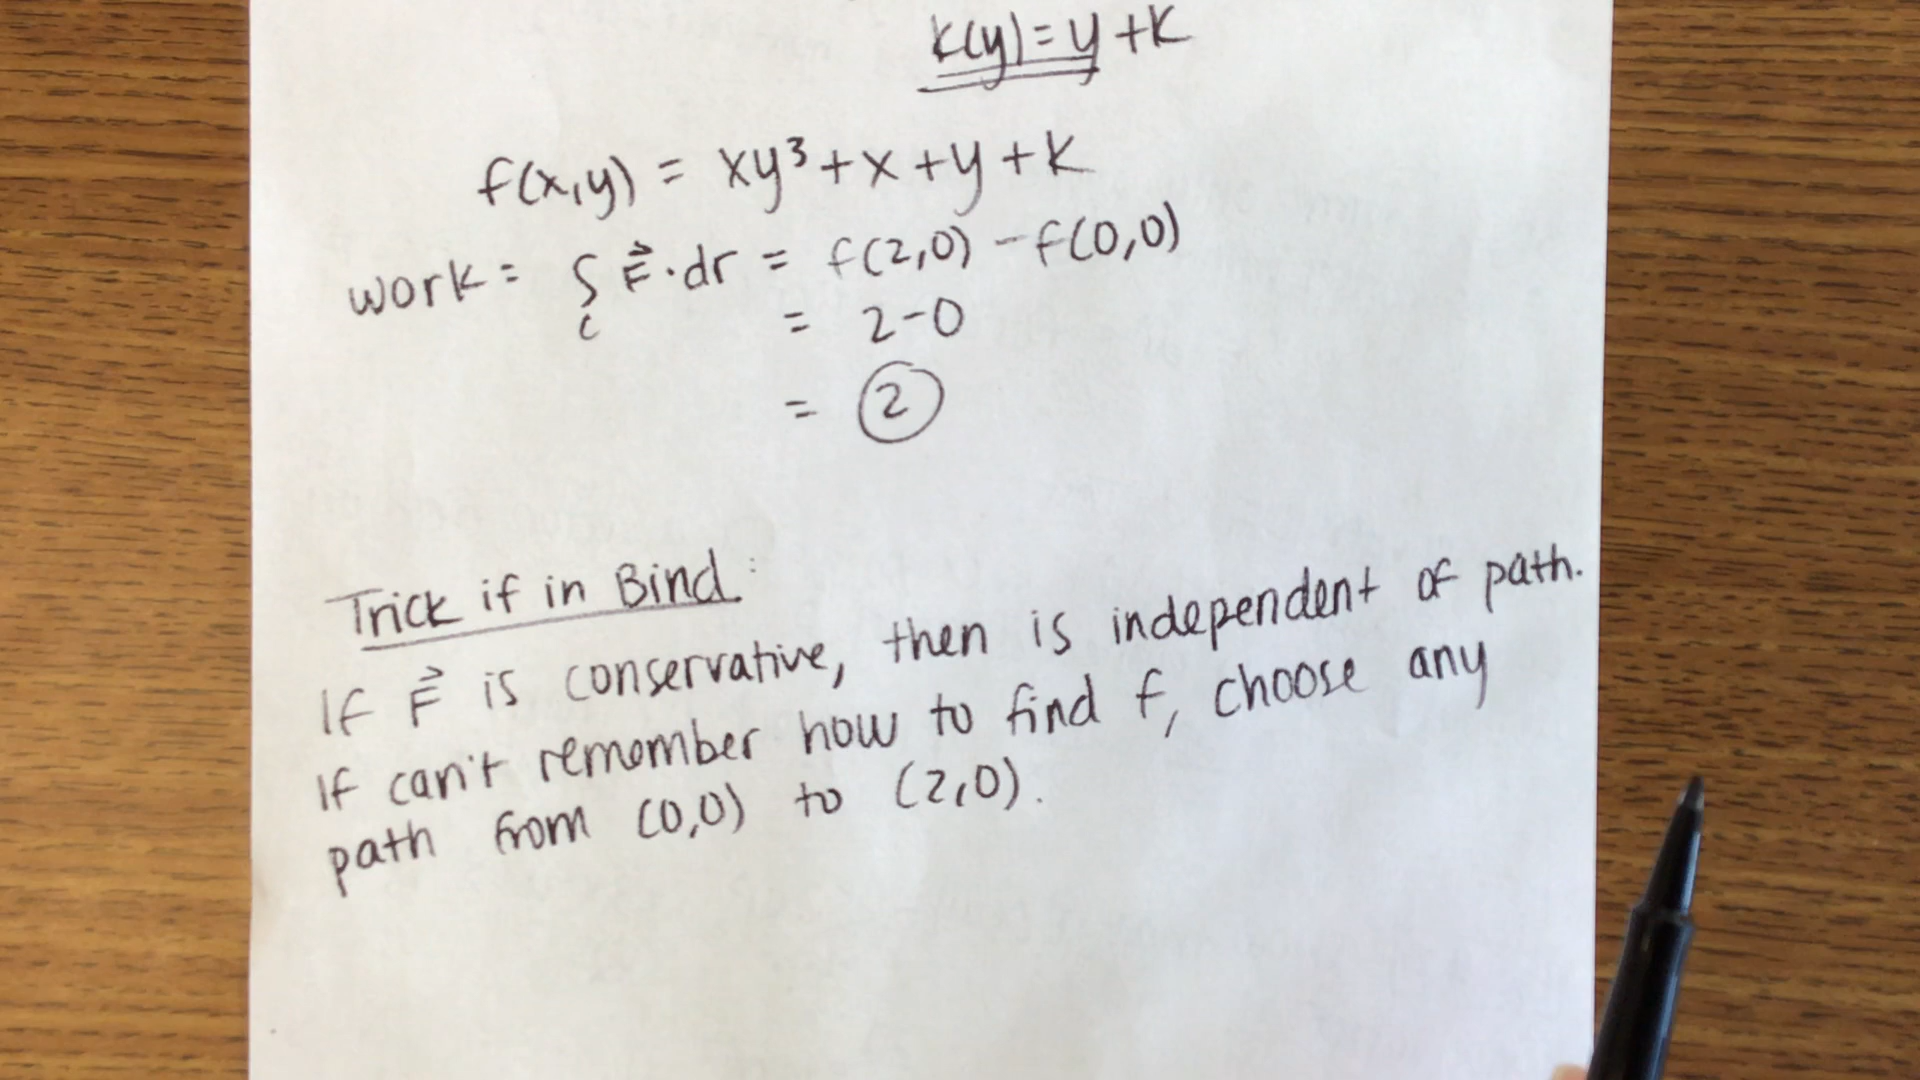 k(y) = y + K
f(x,y) = xy³ + x + y + K
work = ∫ F⃗ · dr = f(2,0) - f(0,0)
c
= 2-0
= 2
Trick if in Bind:
If F⃗ is conservative, then is independent of path.
If can't remember how to find f, choose any
path from (0,0) to (2,0).